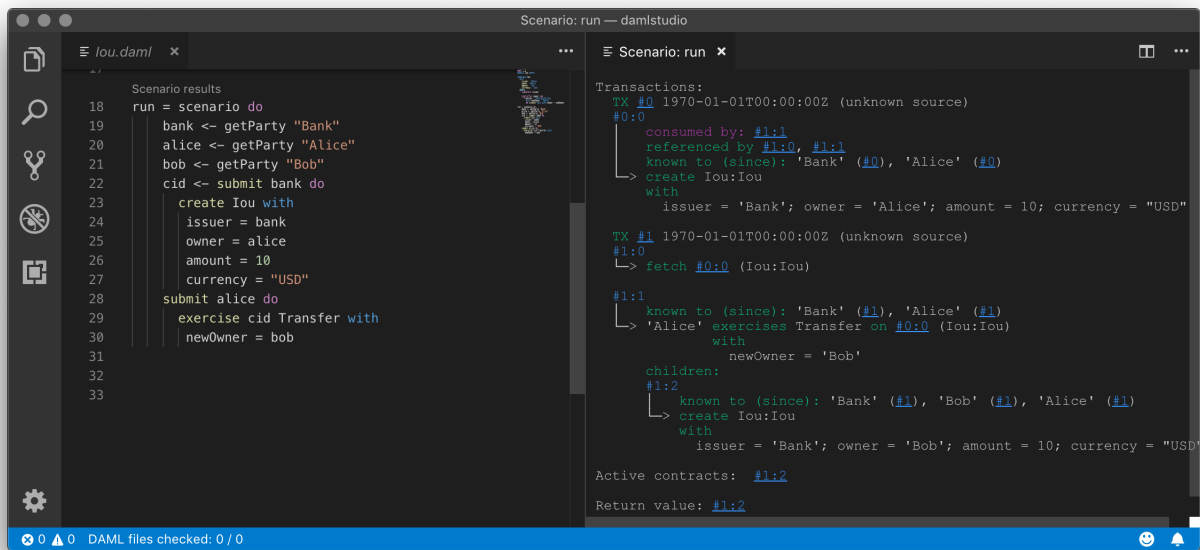 Scenario: run — damlstudio
Iou.daml
Scenario: run
17
Scenario results
18 run = scenario do
19 bank <- getParty "Bank"
20 alice <- getParty "Alice"
21 bob <- getParty "Bob"
22 cid <- submit bank do
23 create Iou with
24 issuer = bank
25 owner = alice
26 amount = 10
27 currency = "USD"
28 submit alice do
29 exercise cid Transfer with
30 newOwner = bob
31
32
33
Transactions:
TX #0 1970-01-01T00:00:00Z (unknown source)
#0:0
consumed by: #1:1
referenced by #1:0, #1:1
known to (since): 'Bank' (#0), 'Alice' (#0)
└─> create Iou:Iou
with
issuer = 'Bank'; owner = 'Alice'; amount = 10; currency = "USD"
TX #1 1970-01-01T00:00:00Z (unknown source)
#1:0
└─> fetch #0:0 (Iou:Iou)
#1:1
known to (since): 'Bank' (#1), 'Alice' (#1)
└─> 'Alice' exercises Transfer on #0:0 (Iou:Iou)
with
newOwner = 'Bob'
children:
#1:2
known to (since): 'Bank' (#1), 'Bob' (#1), 'Alice' (#1)
└─> create Iou:Iou
with
issuer = 'Bank'; owner = 'Bob'; amount = 10; currency = "USD"
Active contracts: #1:2
Return value: #1:2
0 0 DAML files checked: 0 / 0